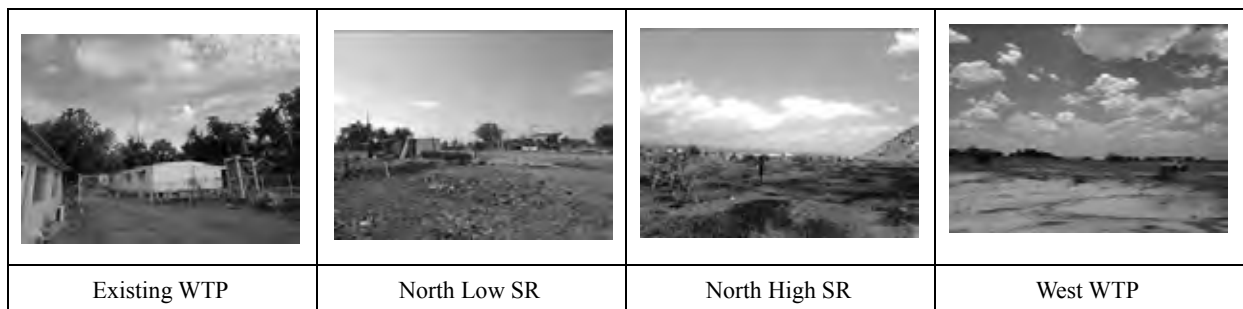 Existing WTP
North Low SR
North High SR
West WTP